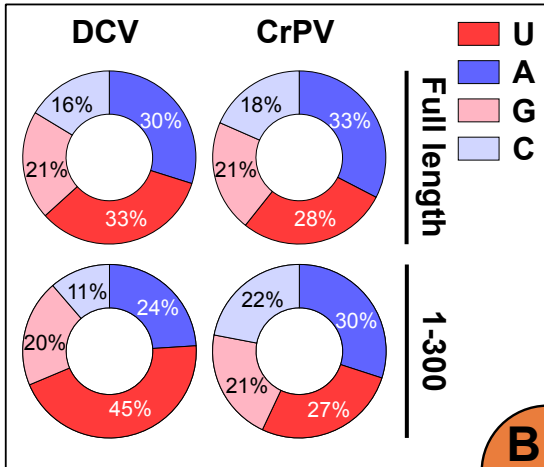 DCV CrPV
U
A
G
C
16% 30% 21% 33%
18% 33% 21% 28%
Full length
11% 24% 20% 45%
22% 30% 21% 27%
1-300
B